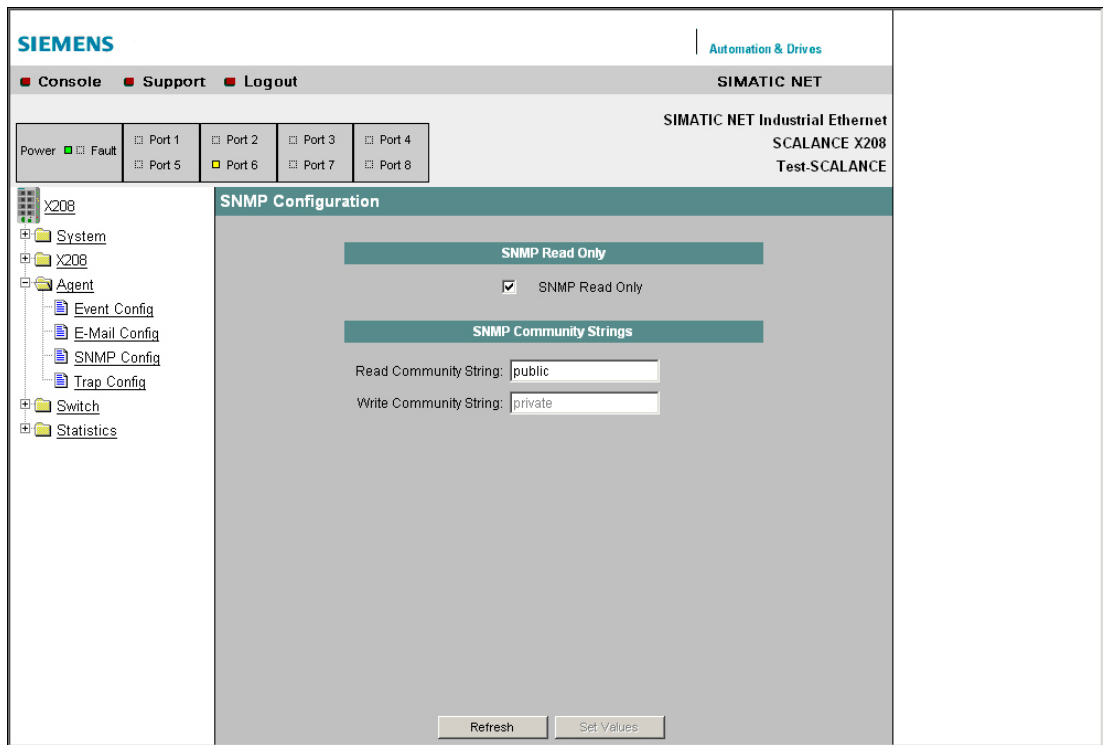 SIEMENS
Automation & Drives
Console Support Logout
SIMATIC NET
SIMATIC NET Industrial Ethernet
SCALANCE X208
Test-SCALANCE
Power Fault
Port 1 Port 2 Port 3 Port 4
Port 5 Port 6 Port 7 Port 8
X208
System
X208
Agent
Event Config
E-Mail Config
SNMP Config
Trap Config
Switch
Statistics
SNMP Configuration
SNMP Read Only
SNMP Read Only
SNMP Community Strings
Read Community String: public
Write Community String: private
Refresh Set Values